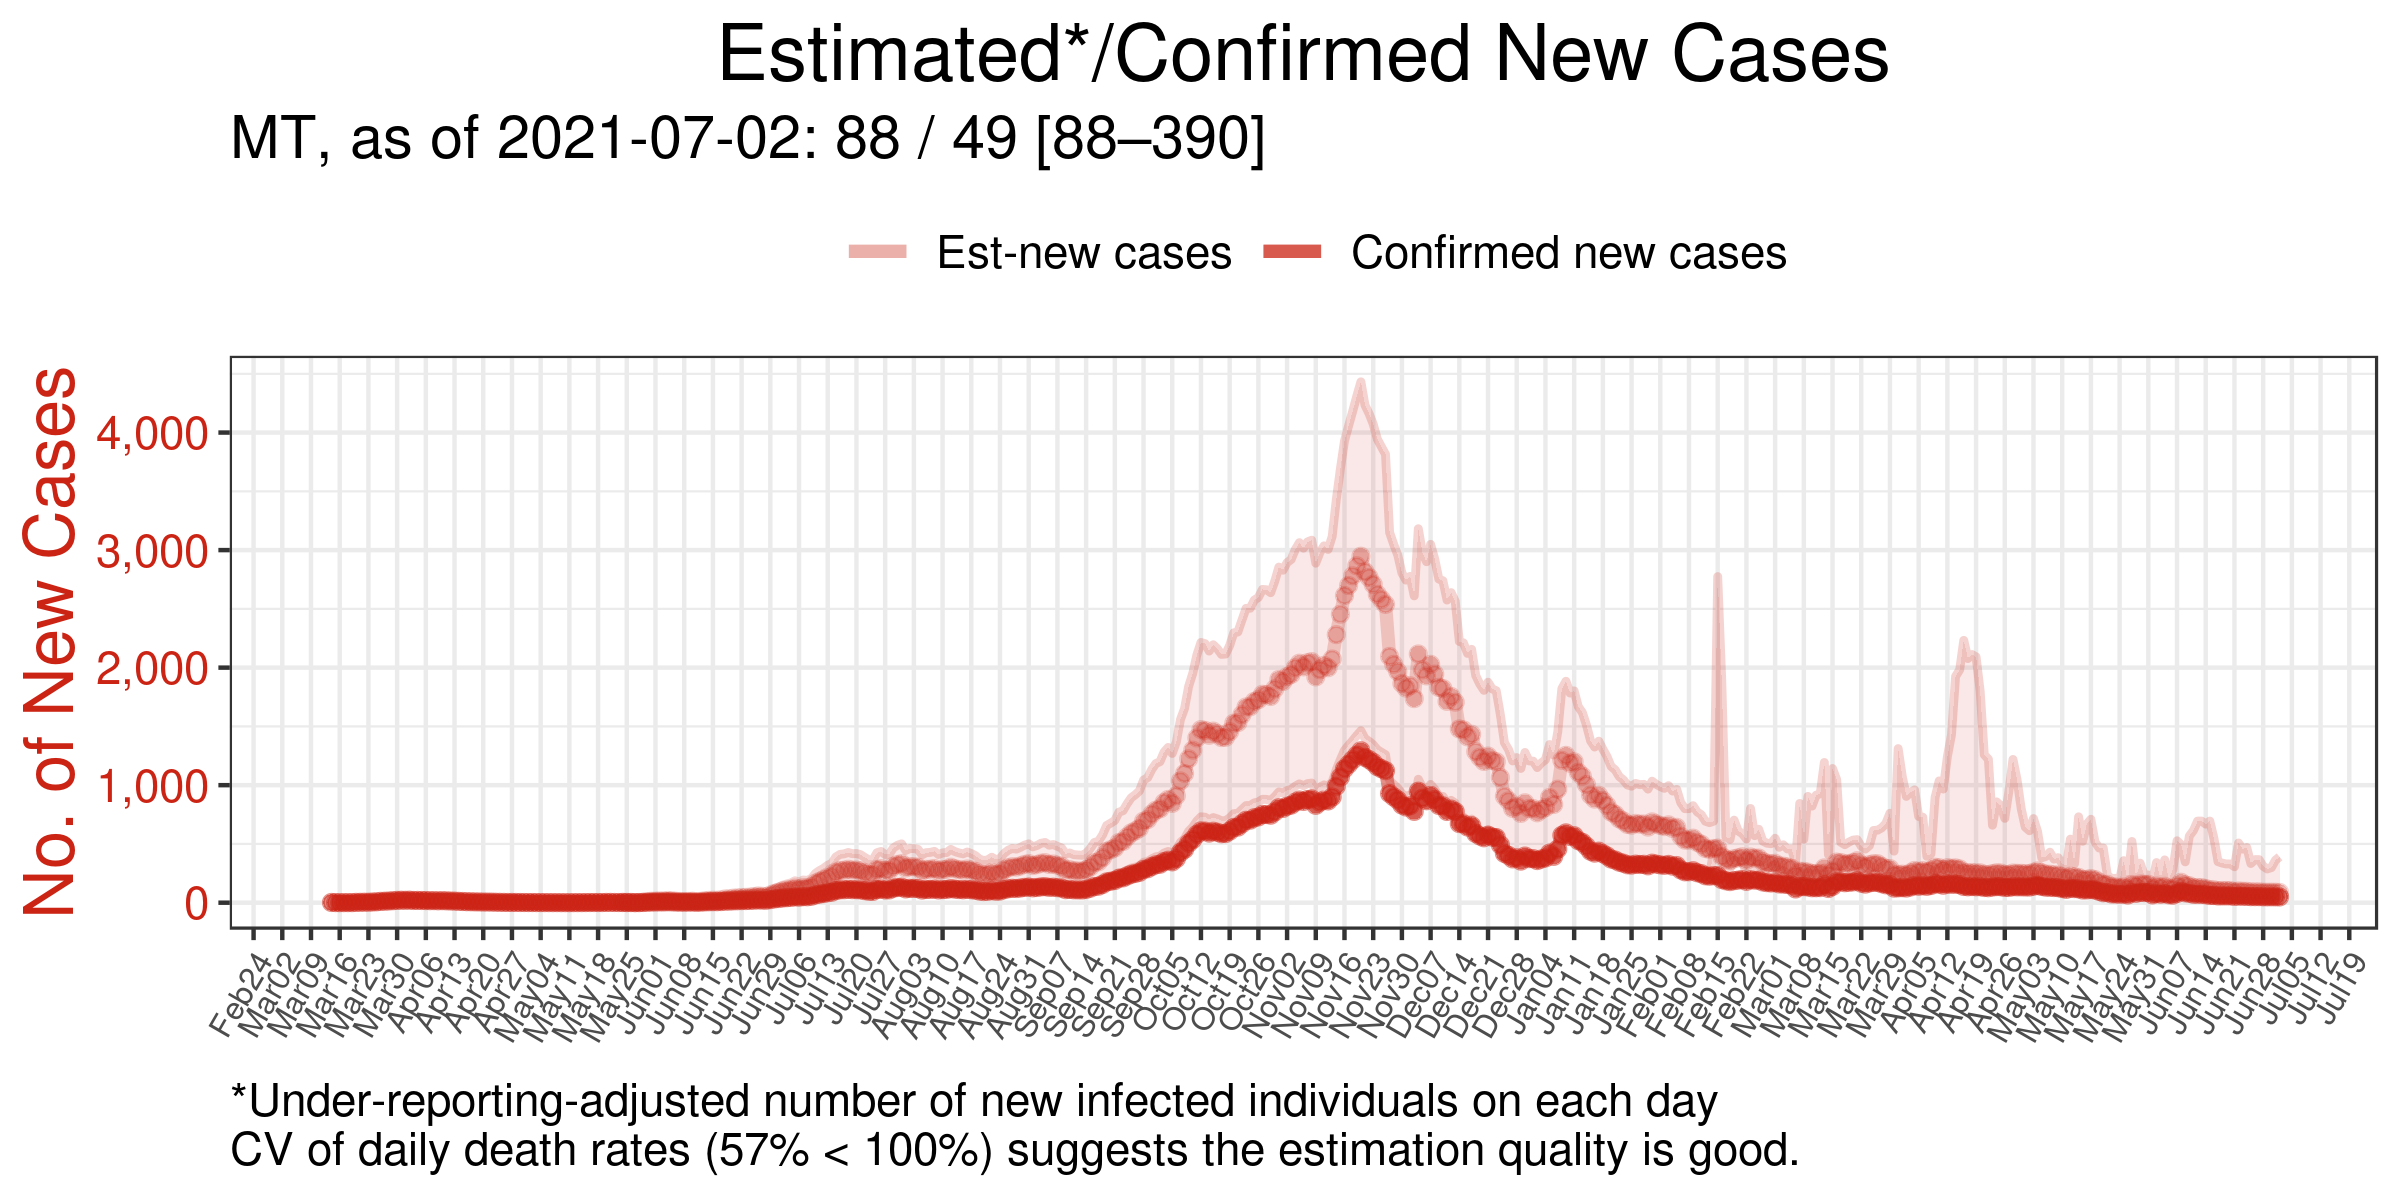 Estimated*/Confirmed New Cases
MT, as of 2021-07-02: 88 / 49 [88–390]
Est-new cases
Confirmed new cases
No. of New Cases
4,000
3,000
2,000
1,000
0
Feb24
Mar02
Mar09
Mar16
Mar23
Mar30
Apr06
Apr13
Apr20
Apr27
May04
May11
May18
May25
Jun01
Jun08
Jun15
Jun22
Jun29
Jul06
Jul13
Jul20
Jul27
Aug03
Aug10
Aug17
Aug24
Aug31
Sep07
Sep14
Sep21
Sep28
Oct05
Oct12
Oct19
Oct26
Nov02
Nov09
Nov16
Nov23
Nov30
Dec07
Dec14
Dec21
Dec28
Jan04
Jan11
Jan18
Jan25
Feb01
Feb08
Feb15
Feb22
Mar01
Mar08
Mar15
Mar22
Mar29
Apr05
Apr12
Apr19
Apr26
May03
May10
May17
May24
May31
Jun07
Jun14
Jun21
Jun28
Jul05
Jul12
Jul19
*Under-reporting-adjusted number of new infected individuals on each day
CV of daily death rates (57% < 100%) suggests the estimation quality is good.